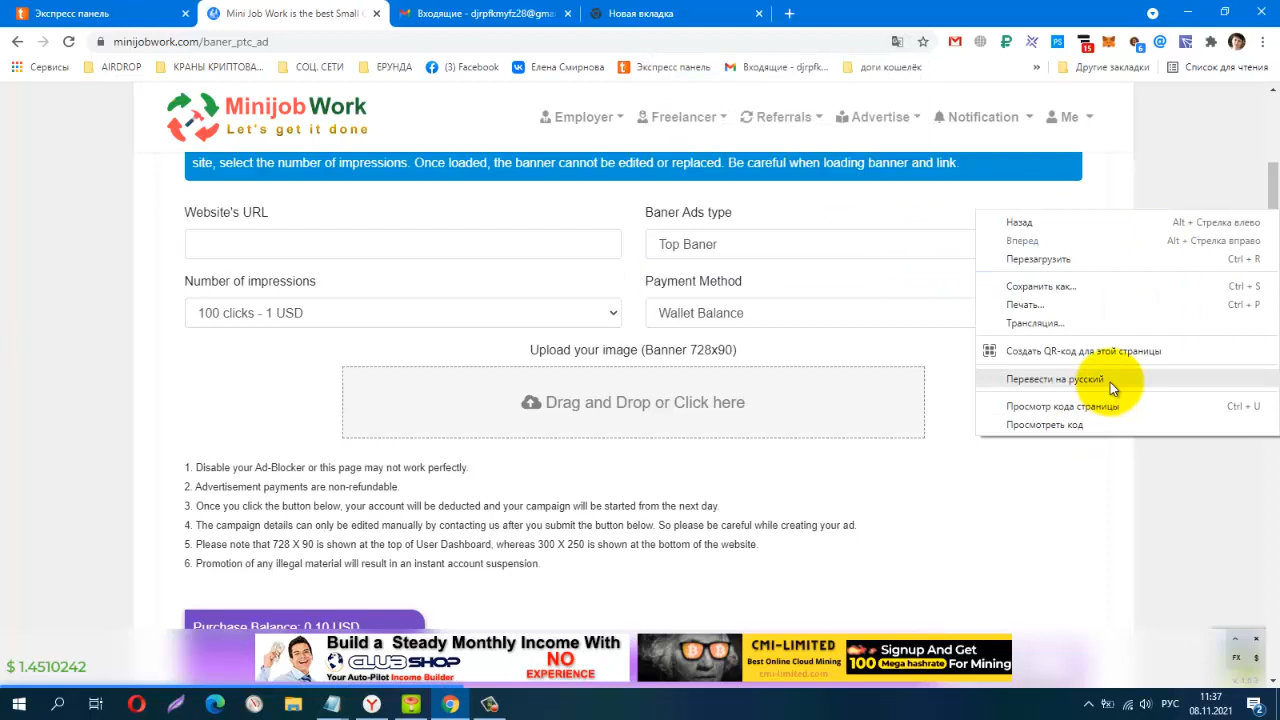 Экспресс панель
Mini Job Work is the best Small
Входящие - djrpfkmyfz28@gma
Новая вкладка
minijobwork.com/baner_ptc_ad
Сервисы
AIRDROP
КРАНЫ КРИПТОВА...
СОЦ. СЕТИ
ЕРУНДА
(3) Facebook
Елена Смирнова
Экспресс панель
Входящие - djrpfk...
доги кошелёк
»
Другие закладки
Список для чтения
Minijob Work
Let's get it done
Employer
Freelancer
Referrals
Advertise
Notification
Me
site, select the number of impressions. Once loaded, the banner cannot be edited or replaced. Be careful when loading banner and link.
Website's URL
Baner Ads type
Top Baner
Number of impressions
Payment Method
100 clicks - 1 USD
Wallet Balance
Upload your image (Banner 728x90)
Drag and Drop or Click here
Назад Alt + Стрелка влево
Вперед Alt + Стрелка вправо
Перезагрузить Ctrl + R
Сохранить как... Ctrl + S
Печать... Ctrl + P
Трансляция...
Создать QR-код для этой страницы
Перевести на русский
Просмотр кода страницы Ctrl + U
Просмотреть код
1. Disable your Ad-Blocker or this page may not work perfectly.
2. Advertisement payments are non-refundable.
3. Once you click the button below, your account will be deducted and your campaign will be started from the next day.
4. The campaign details can only be edited manually by contacting us after you submit the button below. So please be careful while creating your ad.
5. Please note that 728 X 90 is shown at the top of User Dashboard, whereas 300 X 250 is shown at the bottom of the website.
6. Promotion of any illegal material will result in an instant account suspension.
Purchase Balance: 0.10 USD
Build a Steady Monthly Income With
NO
EXPERIENCE
CLUBSHOP
Your Auto-Pilot Income Builder
CMI-LIMITED
Best Online Cloud Mining
cmi-limited.com
Signup And Get
100 Mega hashrate For Mining
$ 1.4510242
FX $
РУС
11:37
08.11.2021